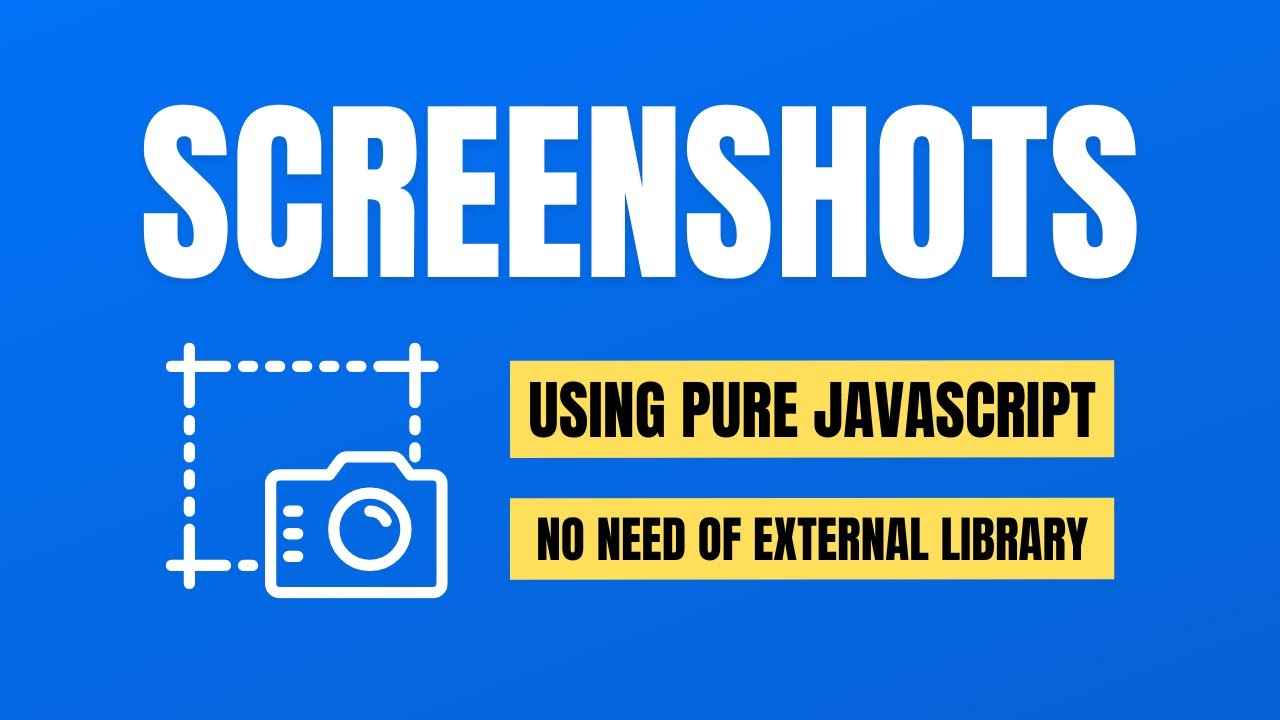 SCREENSHOTS
USING PURE JAVASCRIPT
NO NEED OF EXTERNAL LIBRARY